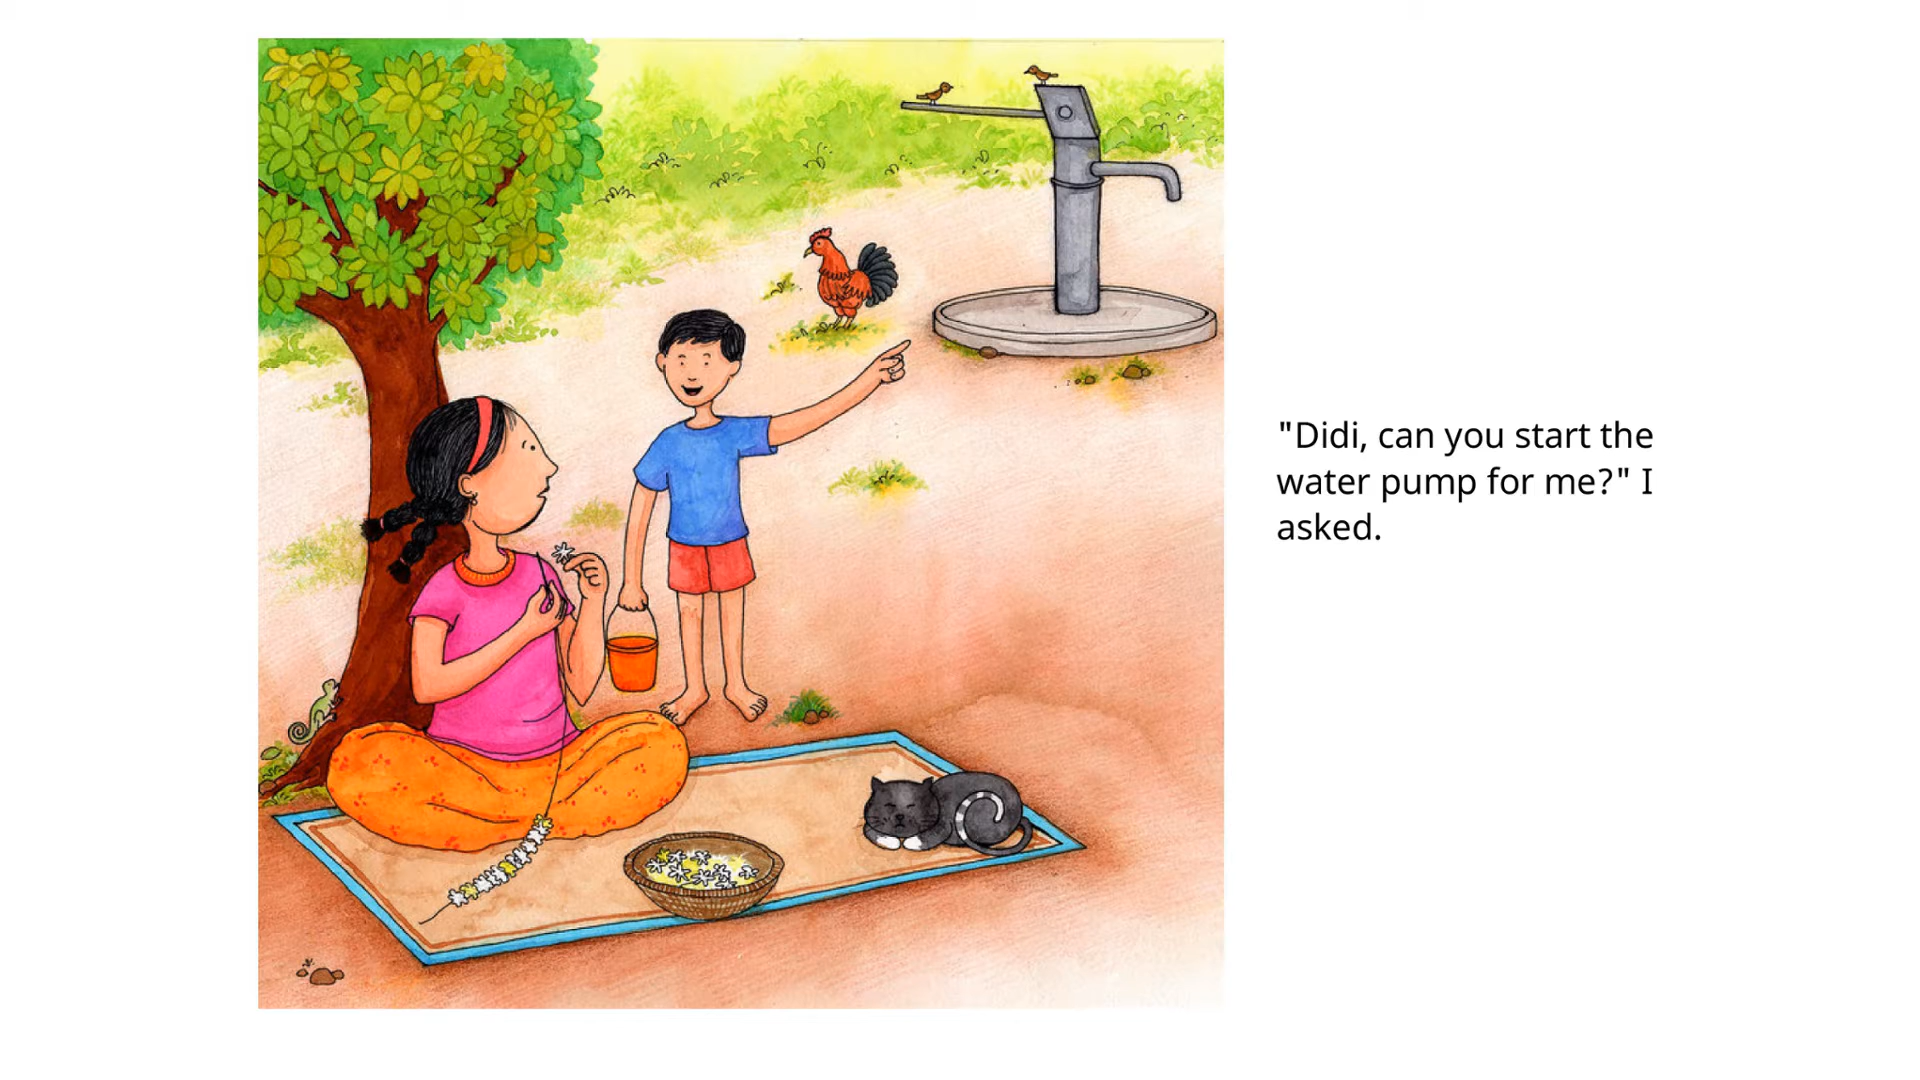 "Didi, can you start the
water pump for me?" I
asked.